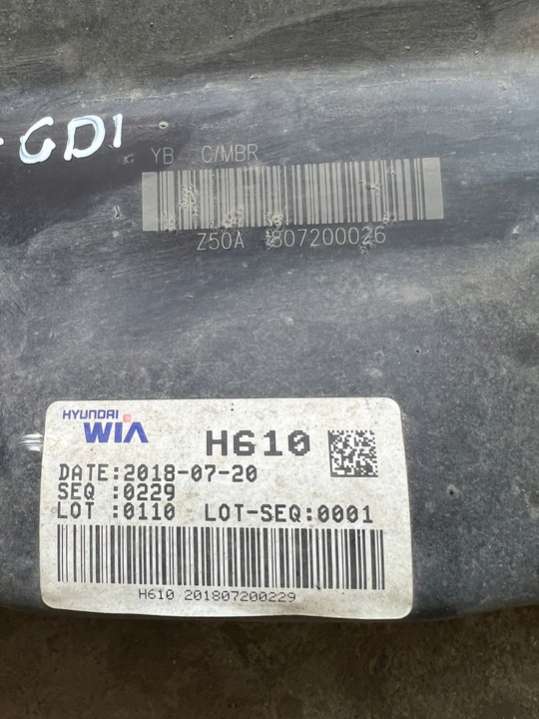 GDI
YB C/MBR
Z50A 807200026
HYUNDAI
WIA
H610
DATE:2018-07-20
SEQ :0229
LOT :0110 LOT-SEQ:0001
H610 201807200229